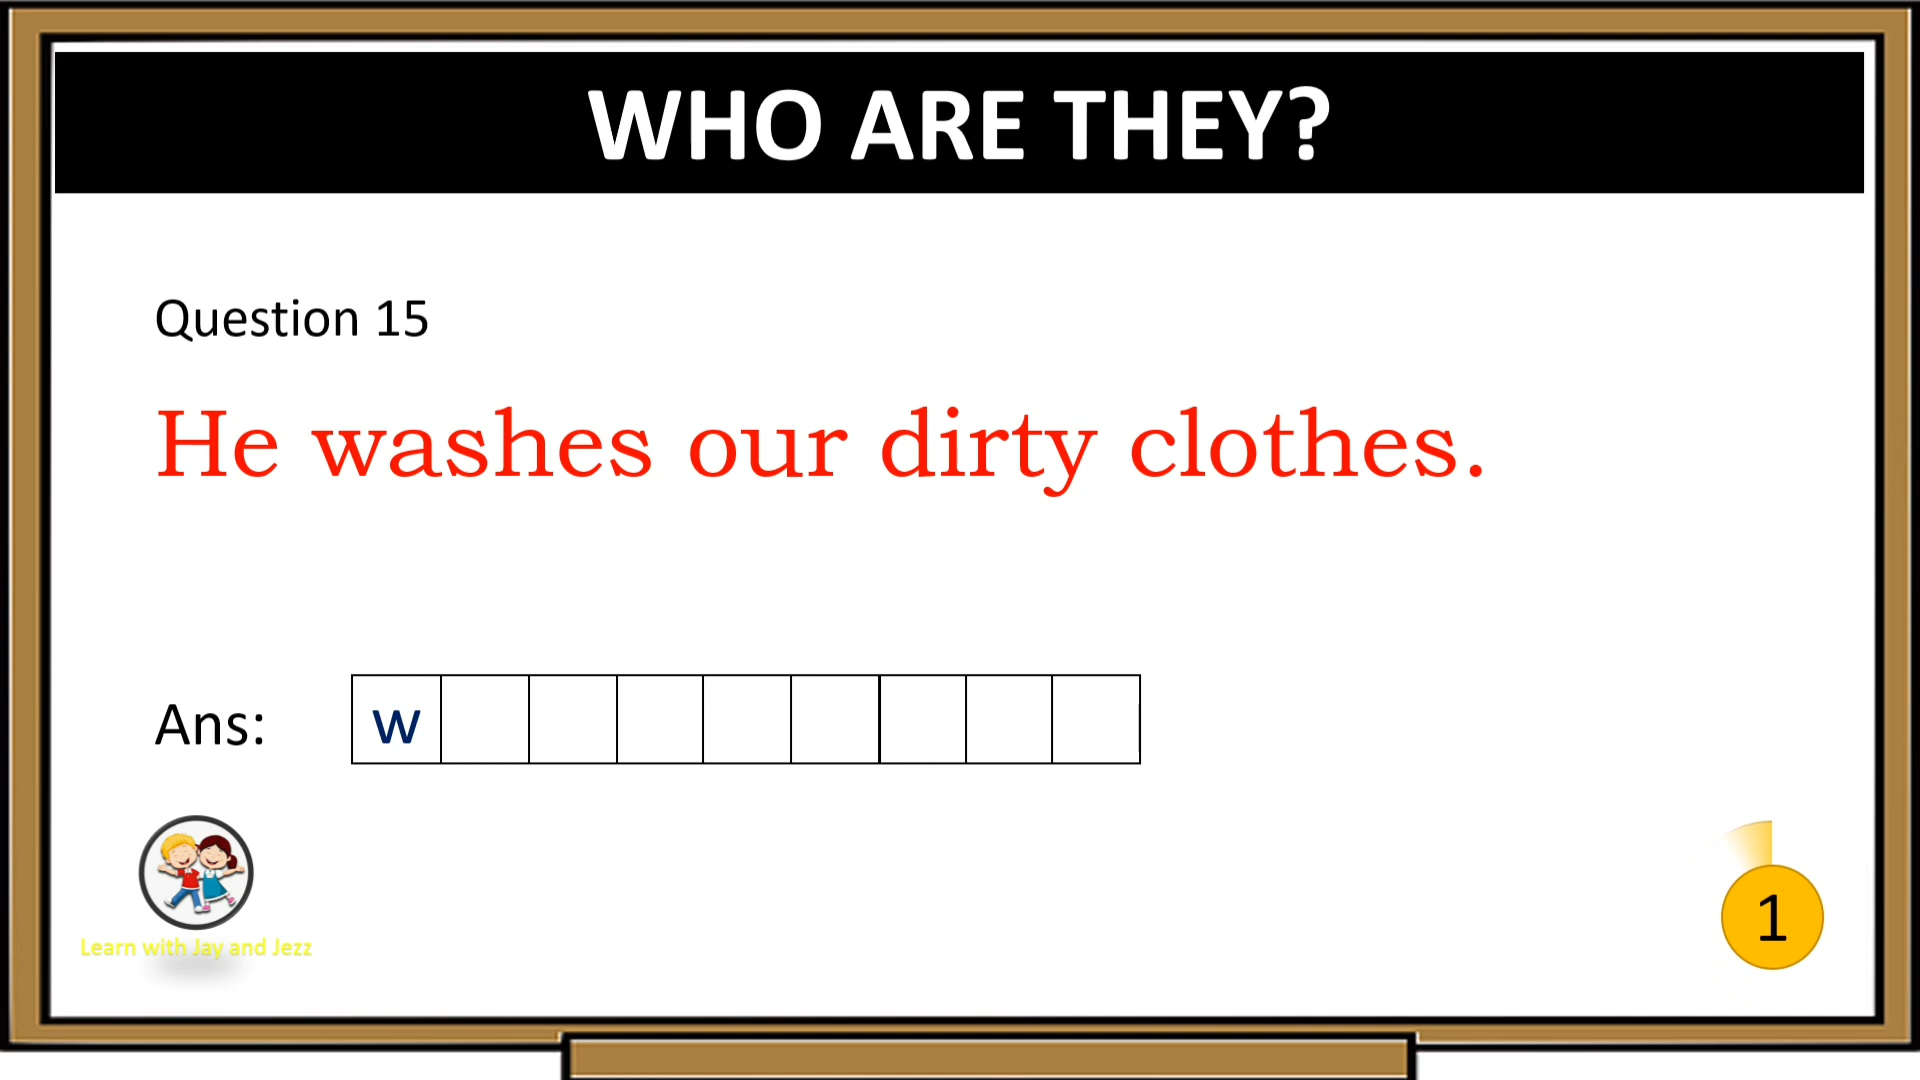 WHO ARE THEY?
Question 15
He washes our dirty clothes.
Ans: w
Learn with Jay and Jezz
1